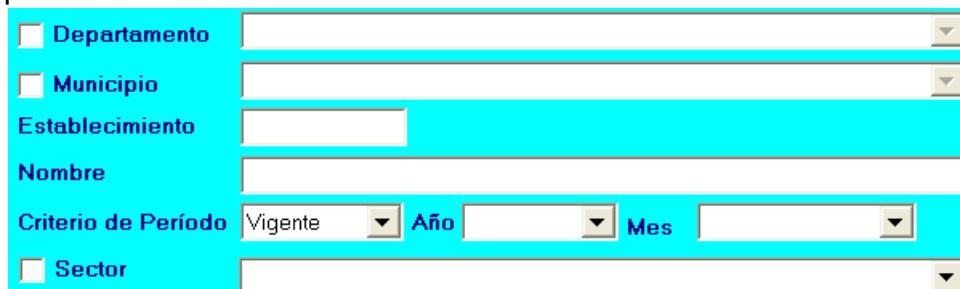 Departamento
Municipio
Establecimiento
Nombre
Criterio de Período Vigente Año Mes
Sector